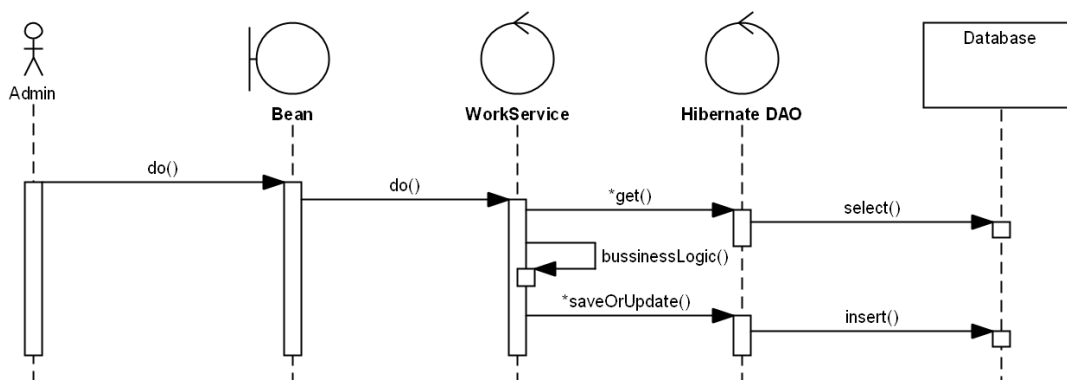 Database
Admin
Bean
WorkService
Hibernate DAO
do()
do()
*get()
select()
bussinessLogic()
*saveOrUpdate()
insert()